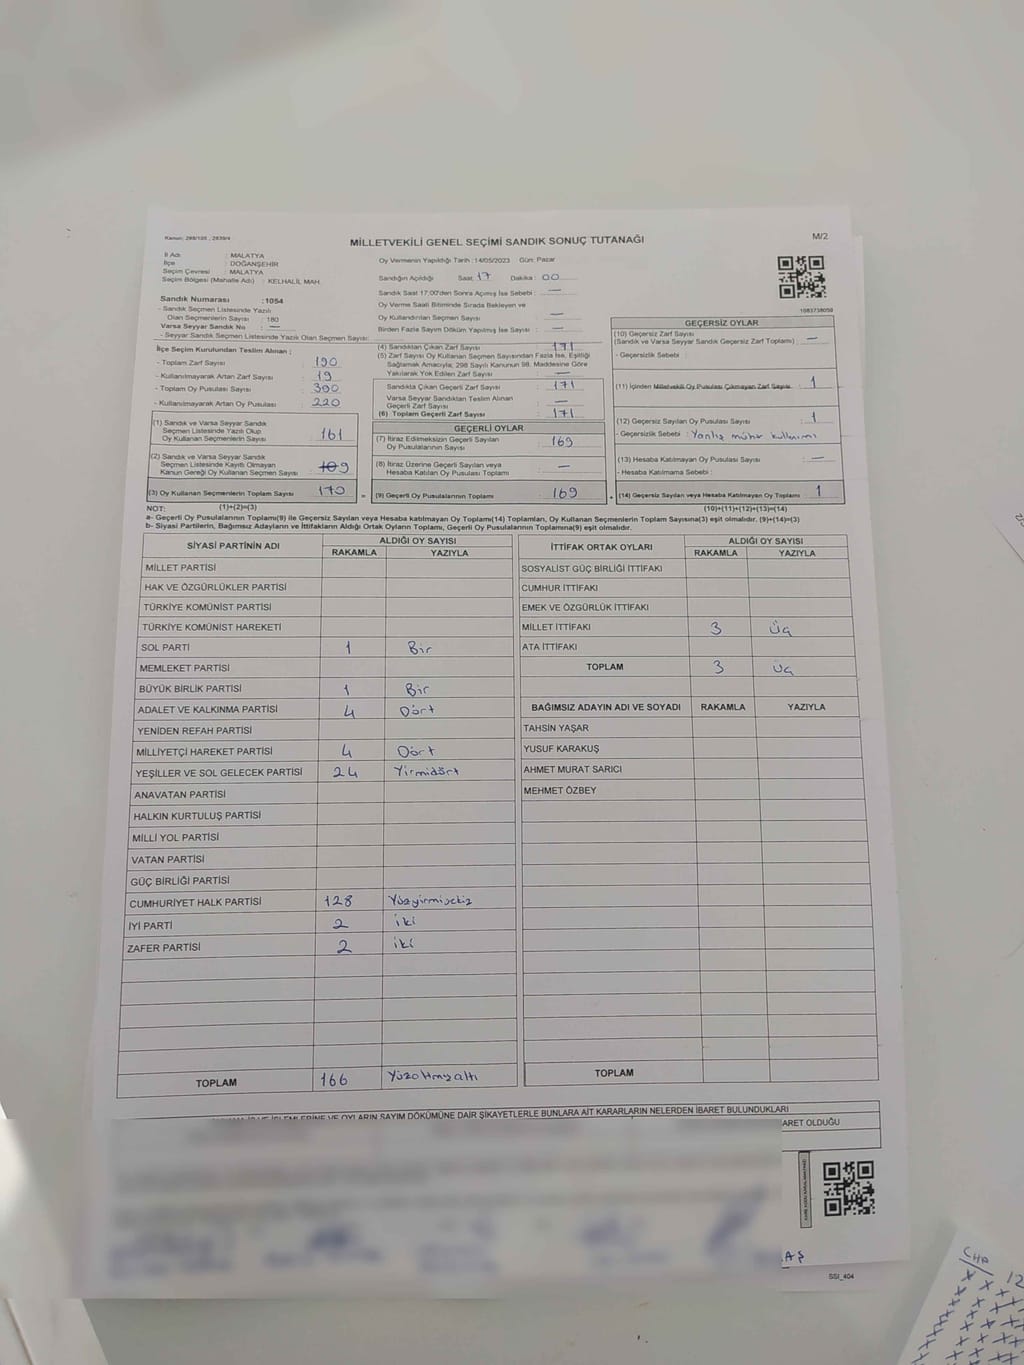 Kanun: 298/105 , 2839/4
MİLLETVEKİLİ GENEL SEÇİMİ SANDIK SONUÇ TUTANAĞI
M/2
İl Adı : MALATYA
İlçe : DOĞANŞEHİR
Seçim Çevresi : MALATYA
Seçim Bölgesi (Mahalle Adı) : KELHALİL MAH.
Oy Vermenin Yapıldığı Tarih : 14/05/2023 Gün: Pazar
Sandığın Açıldığı Saat: 17 Dakika : 00
Sandık Saat 17:00'den Sonra Açılmış İse Sebebi : —
Oy Verme Saati Bitiminde Sırada Bekleyen ve
Oy Kullandırılan Seçmen Sayısı : —
Birden Fazla Sayım Döküm Yapılmış İse Sayısı : —
1083738059
Sandık Numarası : 1054
- Sandık Seçmen Listesinde Yazılı
Olan Seçmenlerin Sayısı : 180
Varsa Seyyar Sandık No : —
- Seyyar Sandık Seçmen Listesinde Yazılı Olan Seçmen Sayısı:
İlçe Seçim Kurulundan Teslim Alınan ;
- Toplam Zarf Sayısı : 190
- Kullanılmayarak Artan Zarf Sayısı : 19
- Toplam Oy Pusulası Sayısı : 390
- Kullanılmayarak Artan Oy Pusulası : 220
(1) Sandık ve Varsa Seyyar Sandık
Seçmen Listesinde Yazılı Olup
Oy Kullanan Seçmenlerin Sayısı : 161
(2) Sandık ve Varsa Seyyar Sandık
Seçmen Listesinde Kayıtlı Olmayan
Kanun Gereği Oy Kullanan Seçmen Sayısı : 9
(3) Oy Kullanan Seçmenlerin Toplam Sayısı : 170
(4) Sandıktan Çıkan Zarf Sayısı : 171
(5) Zarf Sayısı Oy Kullanan Seçmen Sayısından Fazla İse, Eşitliği
Sağlamak Amacıyla, 298 Sayılı Kanunun 98. Maddesine Göre
Yakılarak Yok Edilen Zarf Sayısı : —
Sandıkta Çıkan Geçerli Zarf Sayısı : 171
Varsa Seyyar Sandıktan Teslim Alınan
Geçerli Zarf Sayısı : —
(6) Toplam Geçerli Zarf Sayısı : 171
GEÇERLİ OYLAR
(7) İtiraz Edilmeksizin Geçerli Sayılan
Oy Pusulalarının Sayısı : 169
(8) İtiraz Üzerine Geçerli Sayılan veya
Hesaba Katılan Oy Pusulası Toplamı : —
= (9) Geçerli Oy Pusulalarının Toplamı : 169
GEÇERSİZ OYLAR
(10) Geçersiz Zarf Sayısı
(Sandık ve Varsa Seyyar Sandık Geçersiz Zarf Toplamı) : —
- Geçersizlik Sebebi :
(11) İçinden Milletvekili Oy Pusulası Çıkmayan Zarf Sayısı : 1
(12) Geçersiz Sayılan Oy Pusulası Sayısı : 1
- Geçersizlik Sebebi : Yanlış mühür kullanımı
(13) Hesaba Katılmayan Oy Pusulası Sayısı : —
- Hesaba Katılmama Sebebi :
+ (14) Geçersiz Sayılan veya Hesaba Katılmayan Oy Toplamı : 1
NOT: (1)+(2)=(3)
(10)+(11)+(12)+(13)=(14)
a- Geçerli Oy Pusulalarının Toplamı(9) ile Geçersiz Sayılan veya Hesaba katılmayan Oy Toplamı(14) Toplamları, Oy Kullanan Seçmenlerin Toplam Sayısına(3) eşit olmalıdır. (9)+(14)=(3)
b- Siyasi Partilerin, Bağımsız Adayların ve İttifakların Aldığı Ortak Oyların Toplamı, Geçerli Oy Pusulalarının Toplamına(9) eşit olmalıdır.
SİYASİ PARTİNİN ADI
ALDIĞI OY SAYISI
RAKAMLA YAZIYLA
MİLLET PARTİSİ
HAK VE ÖZGÜRLÜKLER PARTİSİ
TÜRKİYE KOMÜNİST PARTİSİ
TÜRKİYE KOMÜNİST HAREKETİ
SOL PARTİ 1 Bir
MEMLEKET PARTİSİ
BÜYÜK BİRLİK PARTİSİ 1 Bir
ADALET VE KALKINMA PARTİSİ 4 Dört
YENİDEN REFAH PARTİSİ
MİLLİYETÇİ HAREKET PARTİSİ 4 Dört
YEŞİLLER VE SOL GELECEK PARTİSİ 24 Yirmidört
ANAVATAN PARTİSİ
HALKIN KURTULUŞ PARTİSİ
MİLLİ YOL PARTİSİ
VATAN PARTİSİ
GÜÇ BİRLİĞİ PARTİSİ
CUMHURİYET HALK PARTİSİ 128 Yüzyirmisekiz
İYİ PARTİ 2 iki
ZAFER PARTİSİ 2 iki
TOPLAM 166 Yüzaltmışaltı
İTTİFAK ORTAK OYLARI
ALDIĞI OY SAYISI
RAKAMLA YAZIYLA
SOSYALİST GÜÇ BİRLİĞİ İTTİFAKI
CUMHUR İTTİFAKI
EMEK VE ÖZGÜRLÜK İTTİFAKI
MİLLET İTTİFAKI 3 Üç
ATA İTTİFAKI
TOPLAM 3 Üç
BAĞIMSIZ ADAYIN ADI VE SOYADI RAKAMLA YAZIYLA
TAHSİN YAŞAR
YUSUF KARAKUŞ
AHMET MURAT SARICI
MEHMET ÖZBEY
TOPLAM
OYLARIN SAYIM DÖKÜMÜNE DAİR ŞİKAYETLERLE BUNLARA AİT KARARLARIN NELERDEN İBARET BULUNDUKLARI
ARET OLDUĞU
AŞ
SSI_404
CHP
12